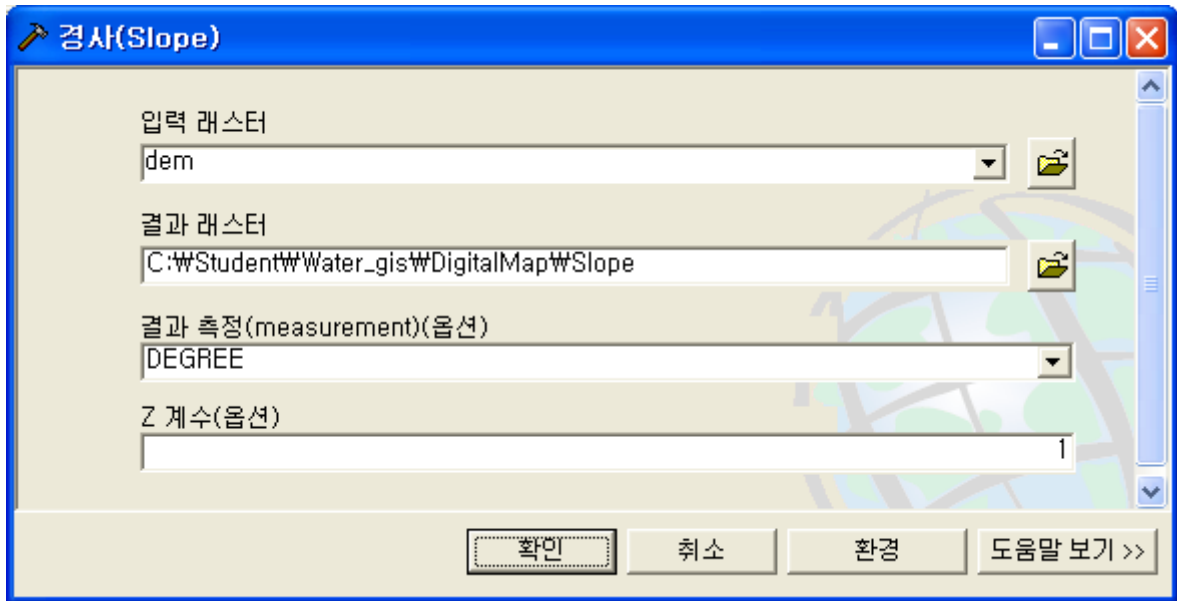 경사(Slope)
입력 래스터
dem
결과 래스터
C:₩Student₩Water_gis₩DigitalMap₩Slope
결과 측정(measurement)(옵션)
DEGREE
Z 계수(옵션)
1
확인 취소 환경 도움말 보기 >>